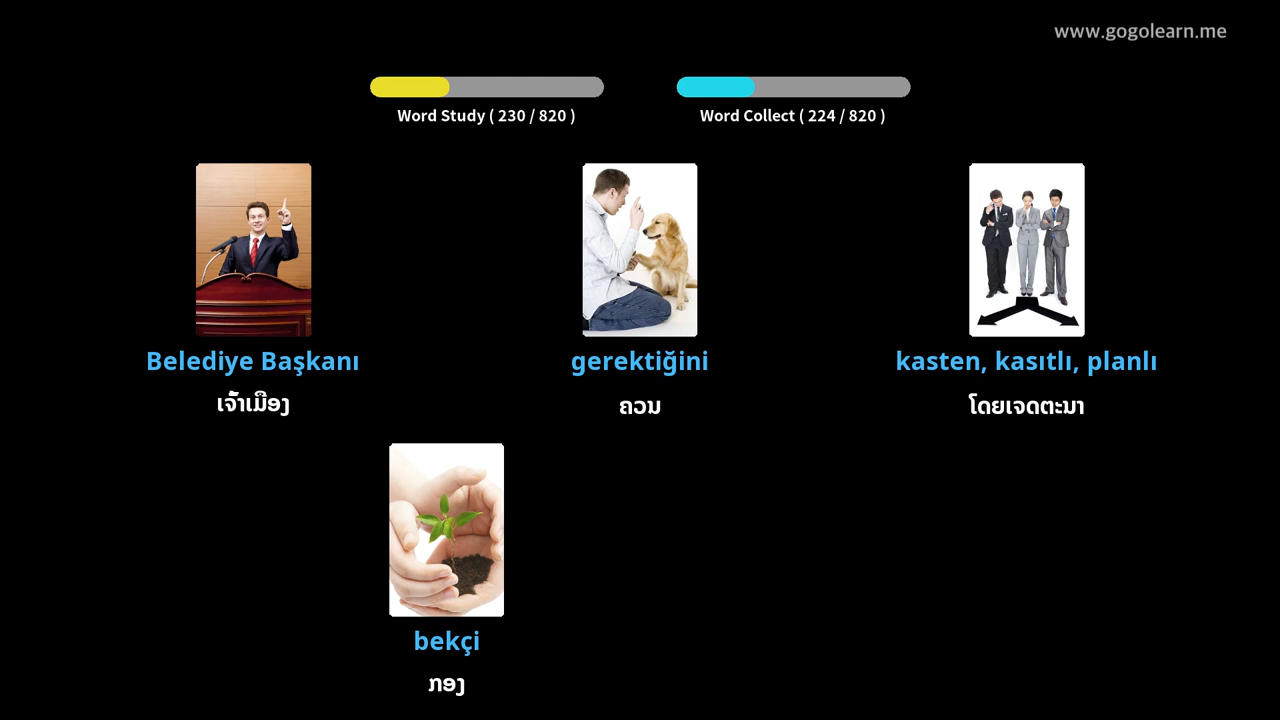 www.gogolearn.me
Word Study ( 230 / 820 )
Word Collect ( 224 / 820 )
Belediye Başkanı
ເຈົ້າເມືອງ
gerektiğini
ຄວນ
kasten, kasıtlı, planlı
ໂດຍເຈດຕະນາ
bekçi
ກອງ